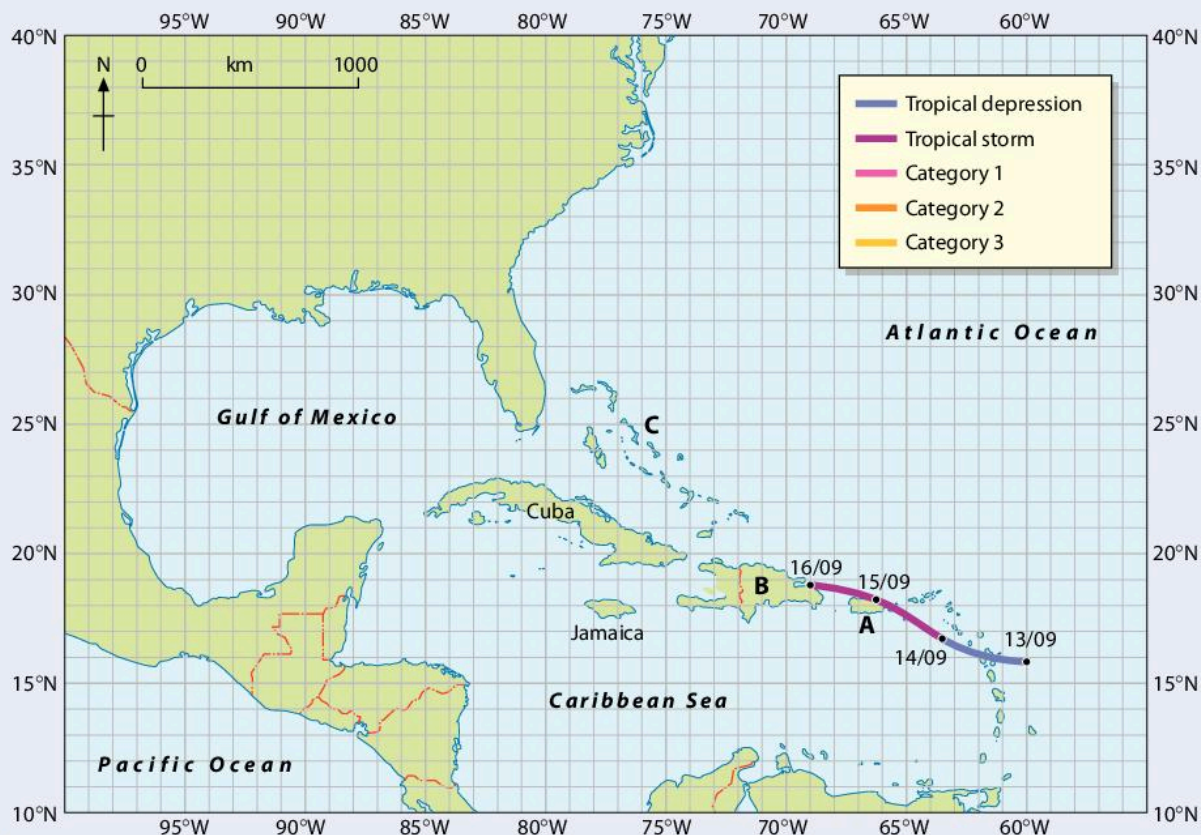 95°W 90°W 85°W 80°W 75°W 70°W 65°W 60°W
40°N 40°N
N 0 km 1000
Tropical depression
Tropical storm
35°N 35°N
Category 1
Category 2
Category 3
30°N 30°N
Atlantic Ocean
Gulf of Mexico
25°N C 25°N
Cuba
20°N 20°N
16/09 15/09
B
A
Jamaica
14/09 13/09
15°N 15°N
Caribbean Sea
Pacific Ocean
10°N 10°N
95°W 90°W 85°W 80°W 75°W 70°W 65°W 60°W